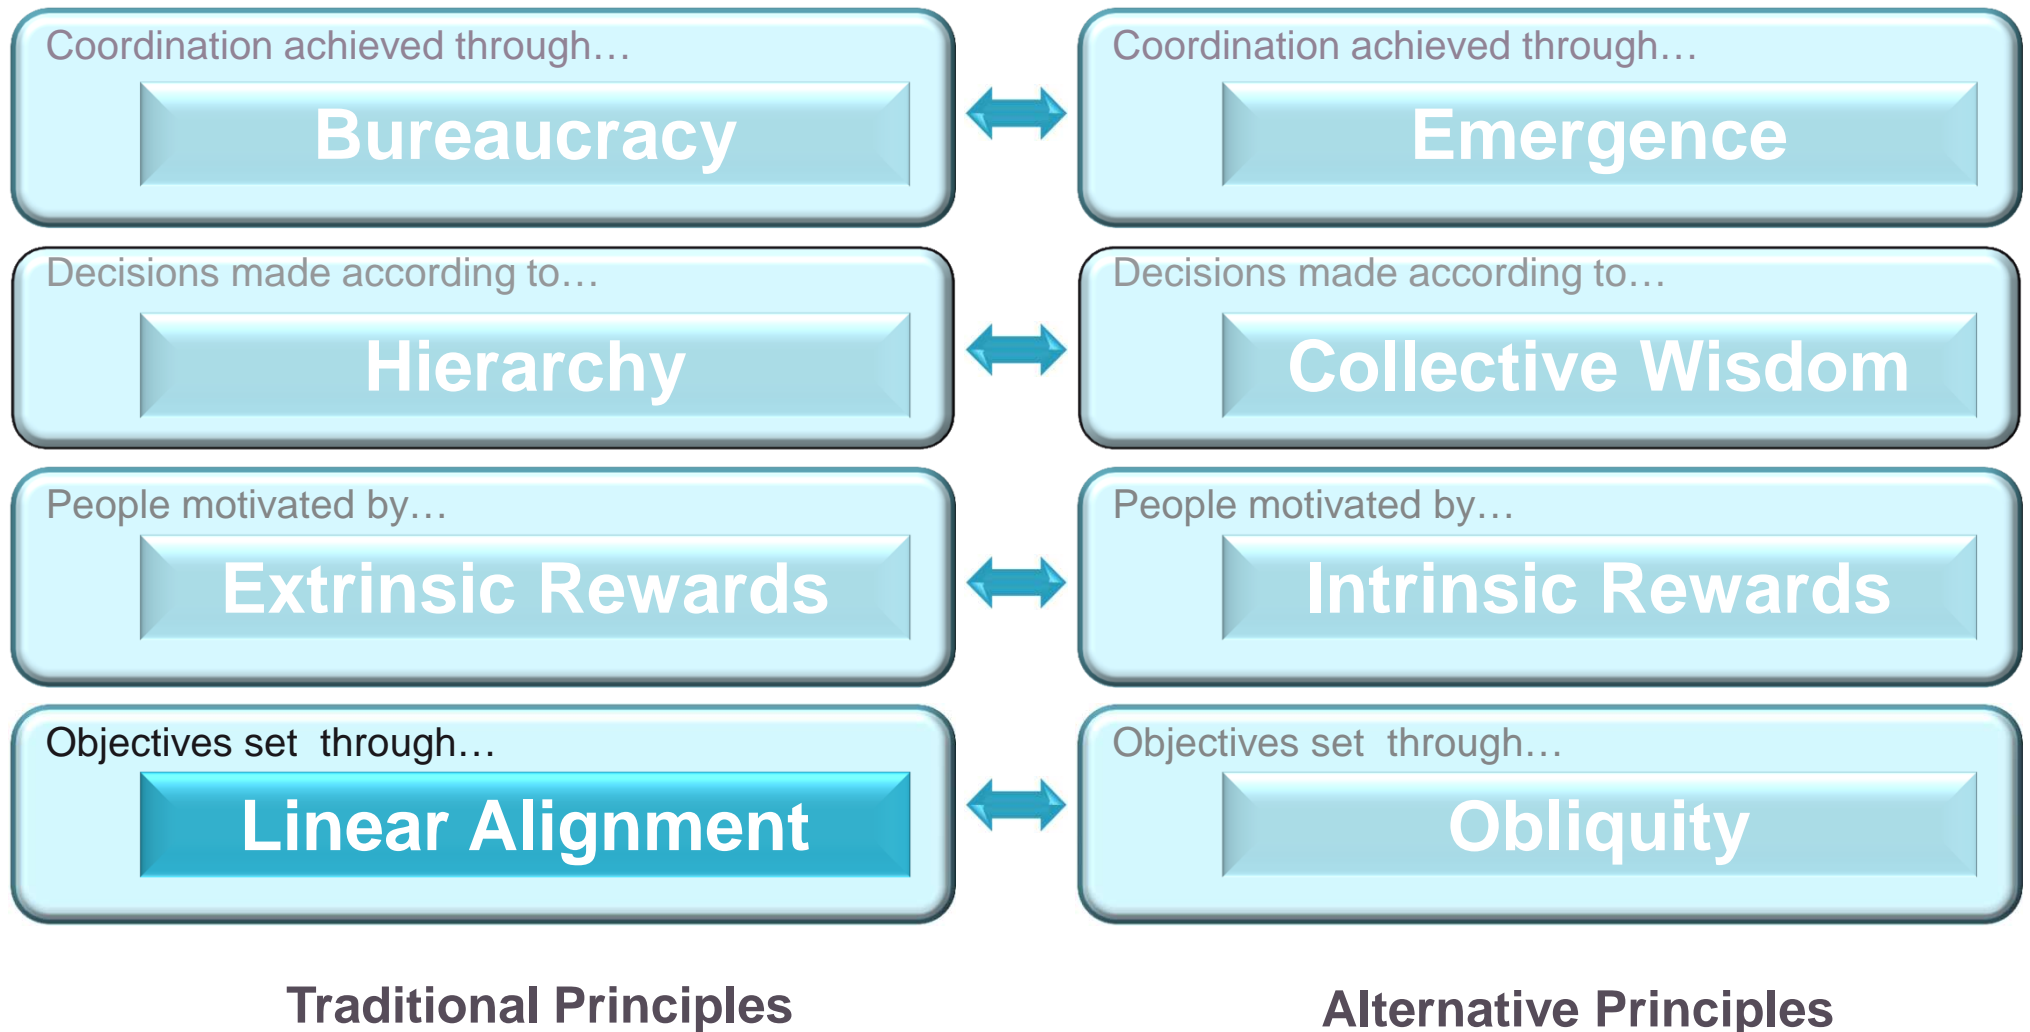 Coordination achieved through…
Bureaucracy
Coordination achieved through…
Emergence
Decisions made according to…
Hierarchy
Decisions made according to…
Collective Wisdom
People motivated by…
Extrinsic Rewards
People motivated by…
Intrinsic Rewards
Objectives set  through…
Linear Alignment
Objectives set  through…
Obliquity
Traditional Principles
Alternative Principles